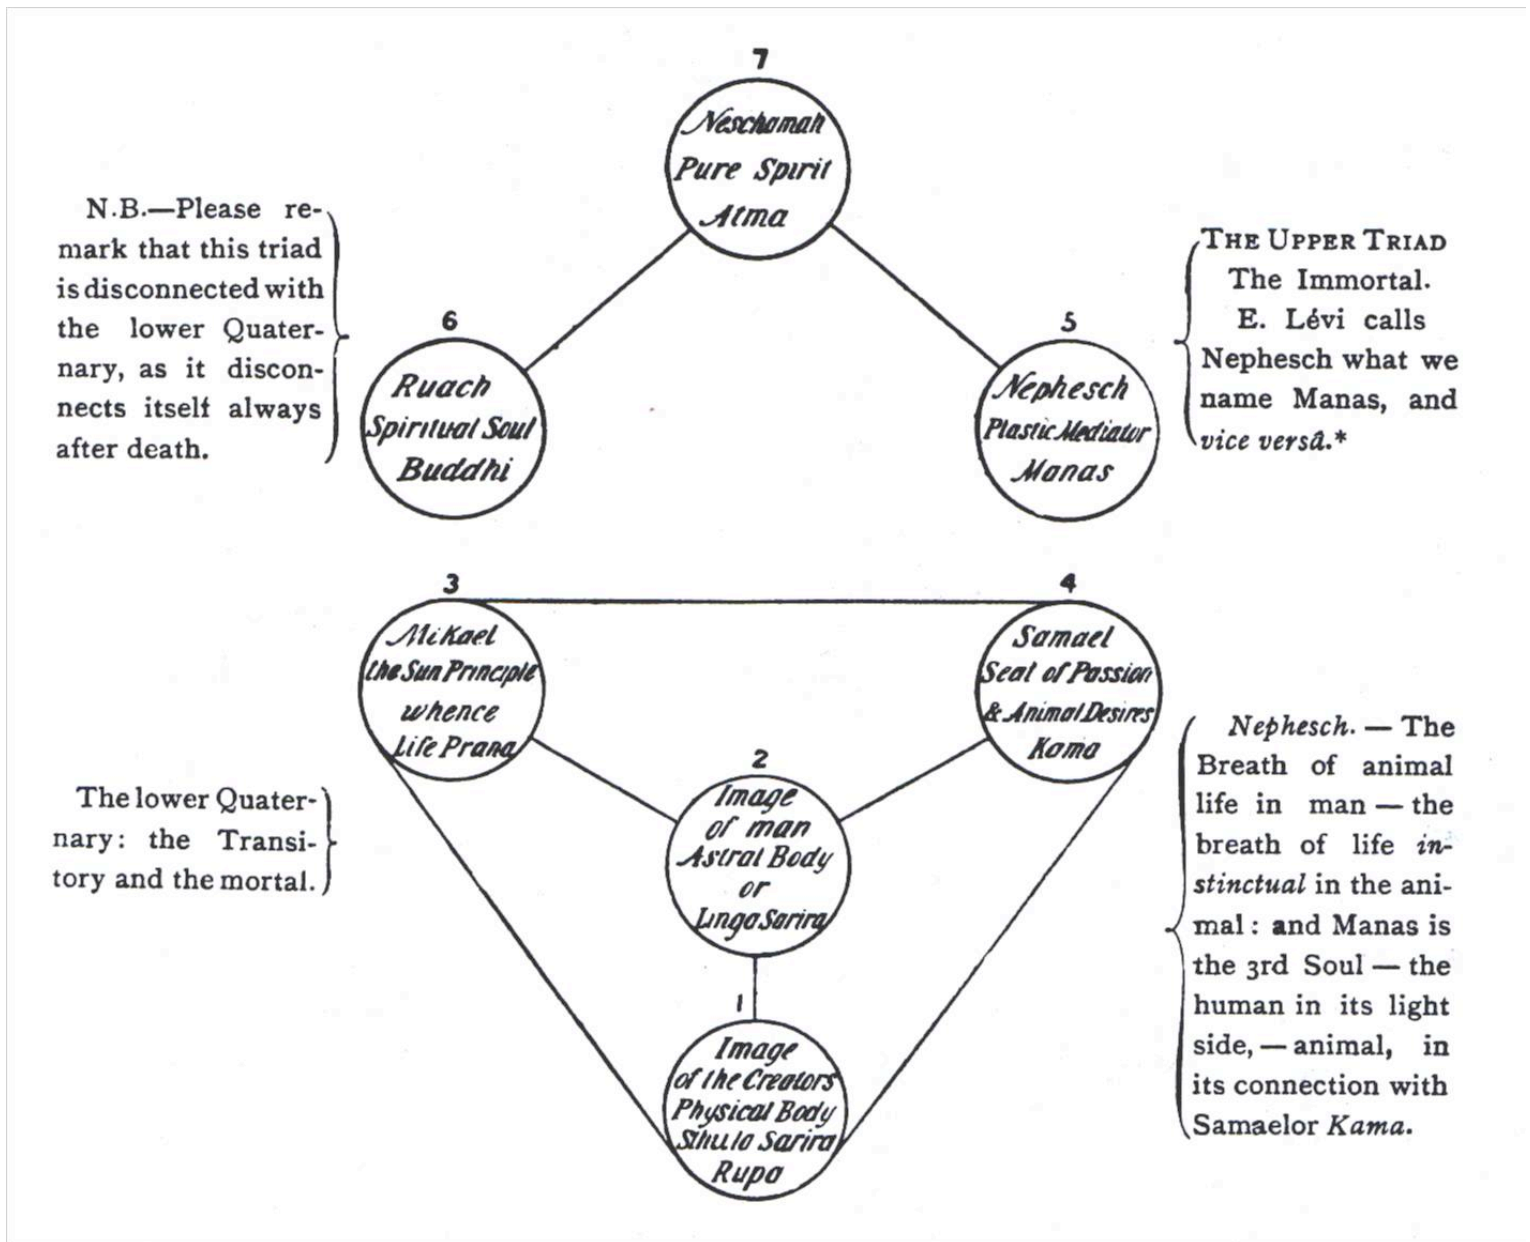 7
Neschamah
Pure Spirit
Atma
N.B.—Please re-
mark that this triad
is disconnected with
the lower Quater-
nary, as it discon-
nects itself always
after death.
THE UPPER TRIAD
The Immortal.
E. Lévi calls
Nephesch what we
name Manas, and
vice versâ.*
6
Ruach
Spiritual Soul
Buddhi
5
Nephesch
Plastic Mediator
Manas
3
Mikael
the Sun Principle
whence
Life Prana
4
Samael
Seat of Passion
& Animal Desires
Kama
2
Image
of man
Astral Body
or
Linga Sarira
The lower Quater-
nary: the Transi-
tory and the mortal.
Nephesch. — The
Breath of animal
life in man — the
breath of life in-
stinctual in the ani-
mal : and Manas is
the 3rd Soul — the
human in its light
side, — animal, in
its connection with
Samaelor Kama.
1
Image
of the Creators
Physical Body
Sthula Sarira
Rupa